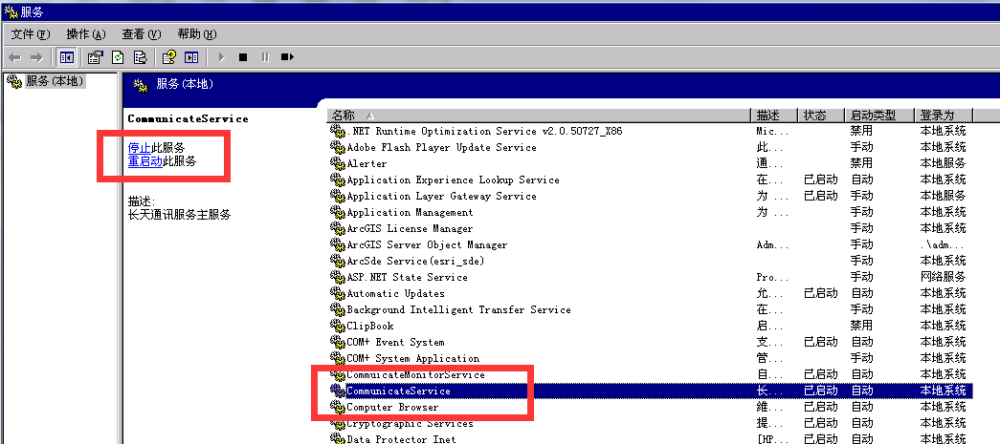 服务
文件(F) 操作(A) 查看(V) 帮助(H)
服务(本地)
服务(本地)
CommunicateService
停止此服务
重启动此服务
描述:
长天通讯服务主服务
名称 描述 状态 启动类型 登录为
.NET Runtime Optimization Service v2.0.50727_X86 Mic... 禁用 本地系统
Adobe Flash Player Update Service 此... 手动 本地系统
Alerter 通... 禁用 本地服务
Application Experience Lookup Service 在... 已启动 自动 本地系统
Application Layer Gateway Service 为 ... 已启动 手动 本地服务
Application Management 为 ... 手动 本地系统
ArcGIS License Manager 手动 本地系统
ArcGIS Server Object Manager Adm... 手动 .\adm...
ArcSde Service(esri_sde) 手动 本地系统
ASP.NET State Service Pro... 手动 网络服务
Automatic Updates 允... 已启动 自动 本地系统
Background Intelligent Transfer Service 在... 手动 本地系统
ClipBook 启... 禁用 本地系统
COM+ Event System 支... 已启动 自动 本地系统
COM+ System Application 管... 手动 本地系统
CommuicateMonitorService 自... 已启动 自动 本地系统
CommunicateService 长... 已启动 自动 本地系统
Computer Browser 维... 已启动 自动 本地系统
Cryptographic Services 提... 已启动 自动 本地系统
Data Protector Inet [HP... 已启动 自动 本地系统